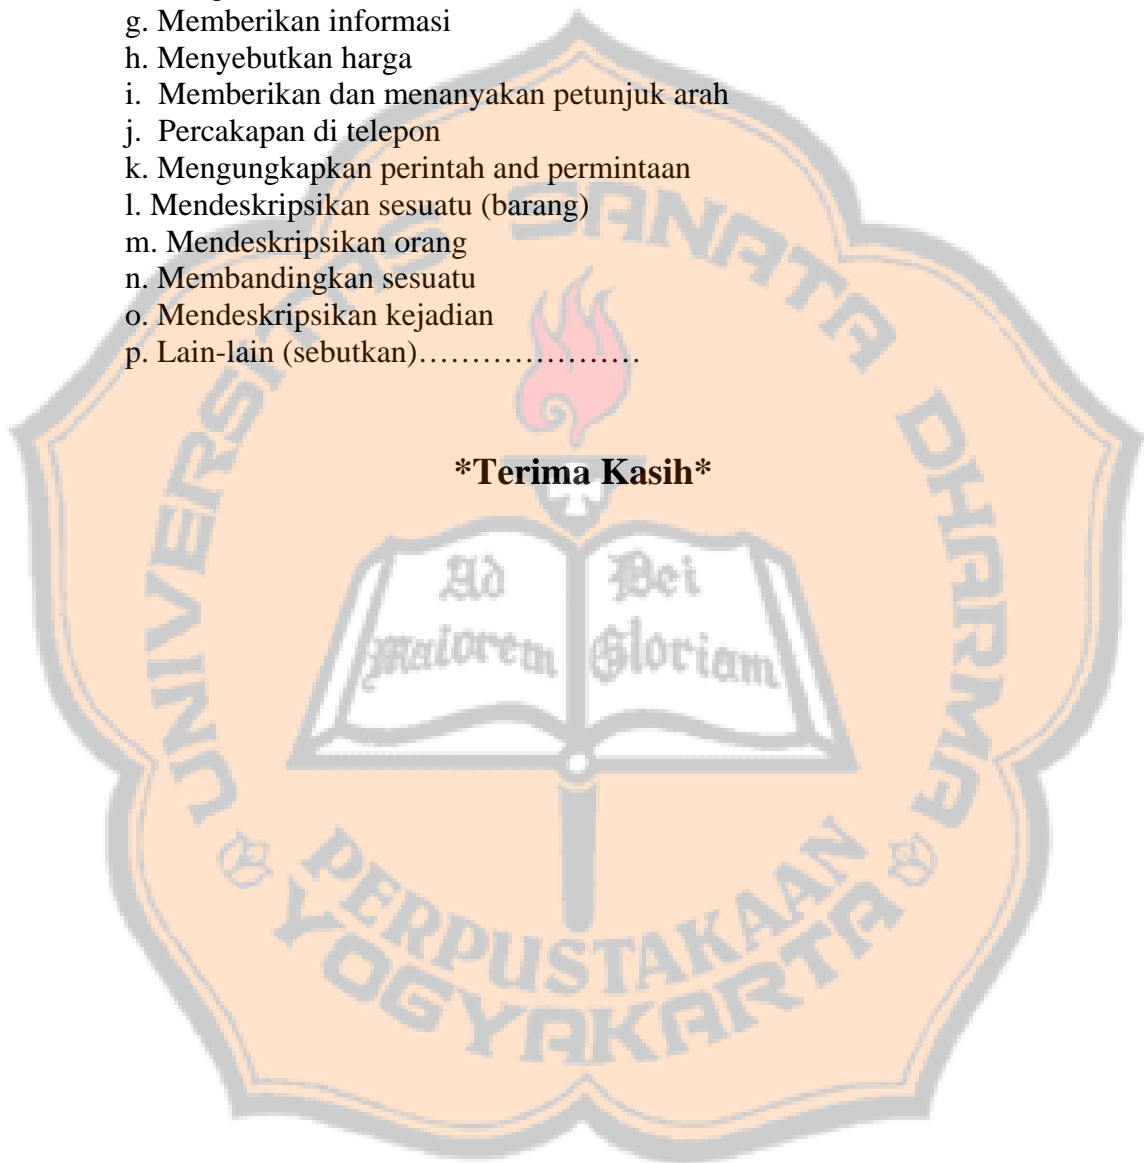 g. Memberikan informasi
h. Menyebutkan harga
i. Memberikan dan menanyakan petunjuk arah
j. Percakapan di telepon
k. Mengungkapkan perintah and permintaan
l. Mendeskripsikan sesuatu (barang)
m. Mendeskripsikan orang
n. Membandingkan sesuatu
o. Mendeskripsikan kejadian
p. Lain-lain (sebutkan)…………………
*Terima Kasih*
UNIVERSITAS SANATA DHARMA
Ad
Maiorem
Dei
Gloriam
PERPUSTAKAAN
YOGYAKARTA